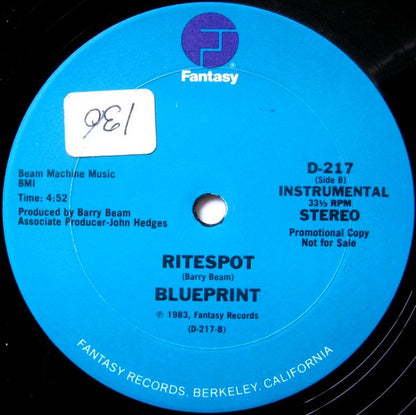 Fantasy
136
Beam Machine Music
BMI
Time: 4:52
Produced by Barry Beam
Associate Producer-John Hedges
D-217
(Side B)
INSTRUMENTAL
33⅓ RPM
STEREO
Promotional Copy
Not for Sale
RITESPOT
(Barry Beam)
BLUEPRINT
℗ 1983, Fantasy Records
(D-217-B)
FANTASY RECORDS, BERKELEY, CALIFORNIA